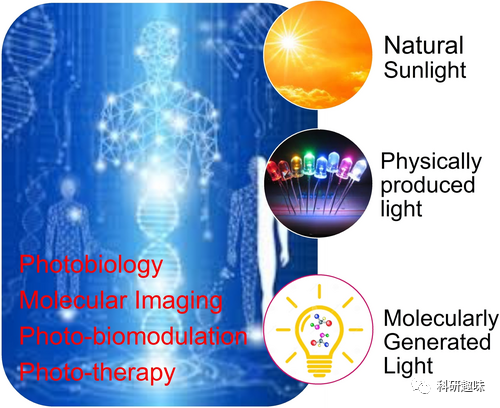 Natural
Sunlight
Physically
produced
light
Photobiology
Molecular Imaging
Photo-biomodulation
Photo-therapy
Molecularly
Generated
Light
科研趣味